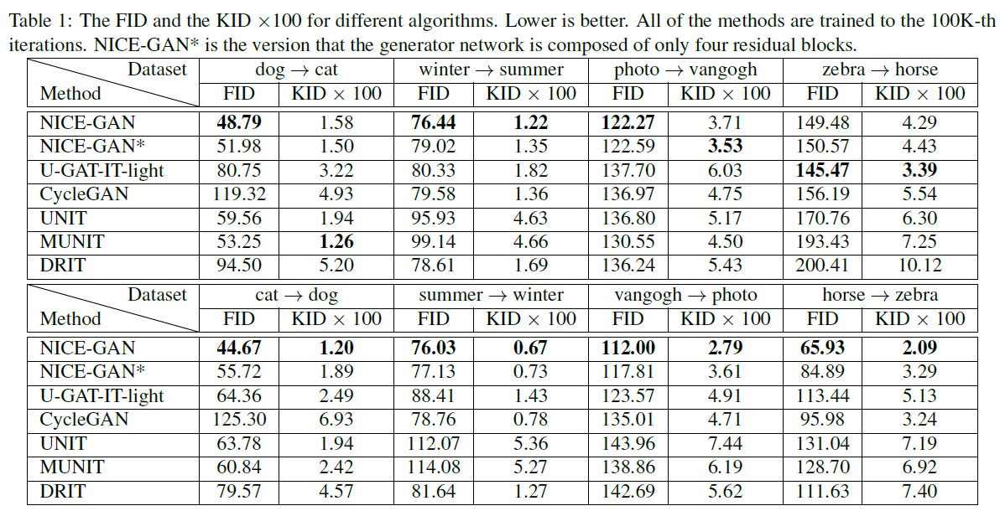 Table 1: The FID and the KID ×100 for different algorithms. Lower is better. All of the methods are trained to the 100K-th
iterations. NICE-GAN* is the version that the generator network is composed of only four residual blocks.
Dataset dog → cat winter → summer photo → vangogh zebra → horse
Method FID KID × 100 FID KID × 100 FID KID × 100 FID KID × 100
NICE-GAN 48.79 1.58 76.44 1.22 122.27 3.71 149.48 4.29
NICE-GAN* 51.98 1.50 79.02 1.35 122.59 3.53 150.57 4.43
U-GAT-IT-light 80.75 3.22 80.33 1.82 137.70 6.03 145.47 3.39
CycleGAN 119.32 4.93 79.58 1.36 136.97 4.75 156.19 5.54
UNIT 59.56 1.94 95.93 4.63 136.80 5.17 170.76 6.30
MUNIT 53.25 1.26 99.14 4.66 130.55 4.50 193.43 7.25
DRIT 94.50 5.20 78.61 1.69 136.24 5.43 200.41 10.12
Dataset cat → dog summer → winter vangogh → photo horse → zebra
Method FID KID × 100 FID KID × 100 FID KID × 100 FID KID × 100
NICE-GAN 44.67 1.20 76.03 0.67 112.00 2.79 65.93 2.09
NICE-GAN* 55.72 1.89 77.13 0.73 117.81 3.61 84.89 3.29
U-GAT-IT-light 64.36 2.49 88.41 1.43 123.57 4.91 113.44 5.13
CycleGAN 125.30 6.93 78.76 0.78 135.01 4.71 95.98 3.24
UNIT 63.78 1.94 112.07 5.36 143.96 7.44 131.04 7.19
MUNIT 60.84 2.42 114.08 5.27 138.86 6.19 128.70 6.92
DRIT 79.57 4.57 81.64 1.27 142.69 5.62 111.63 7.40